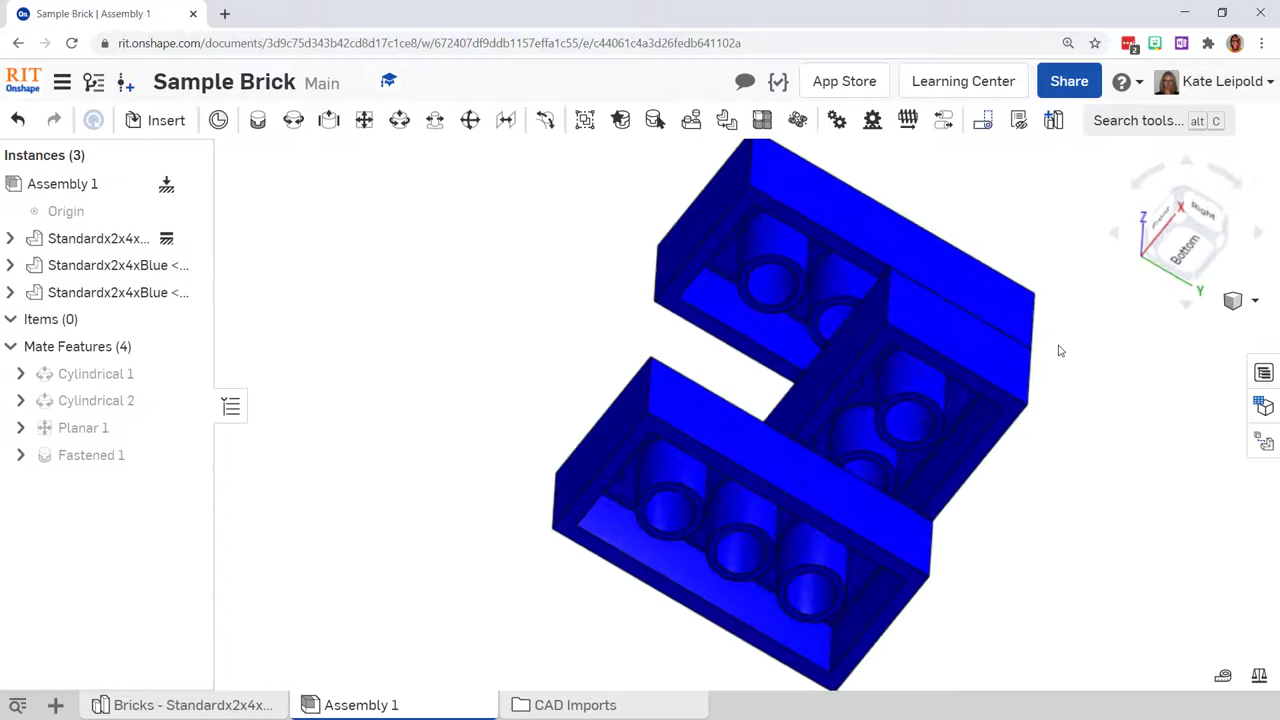 Sample Brick | Assembly 1
rit.onshape.com/documents/3d9c75d343b42cd8d17c1ce8/w/673207df9ddb1157effa1c55/e/c44061c4a3d26fedb641102a
2
RIT
Onshape
Sample Brick Main
App Store
Learning Center
Share
Kate Leipold
Insert
Search tools... alt C
Instances (3)
Assembly 1
Origin
Standardx2x4x...
Standardx2x4xBlue <...
Standardx2x4xBlue <...
Items (0)
Mate Features (4)
Cylindrical 1
Cylindrical 2
Planar 1
Fastened 1
Z
X
Right
Bottom
Y
Bricks - Standardx2x4x...
Assembly 1
CAD Imports